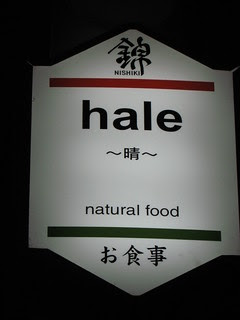 錦
NISHIKI
hale
～晴～
natural food
お食事